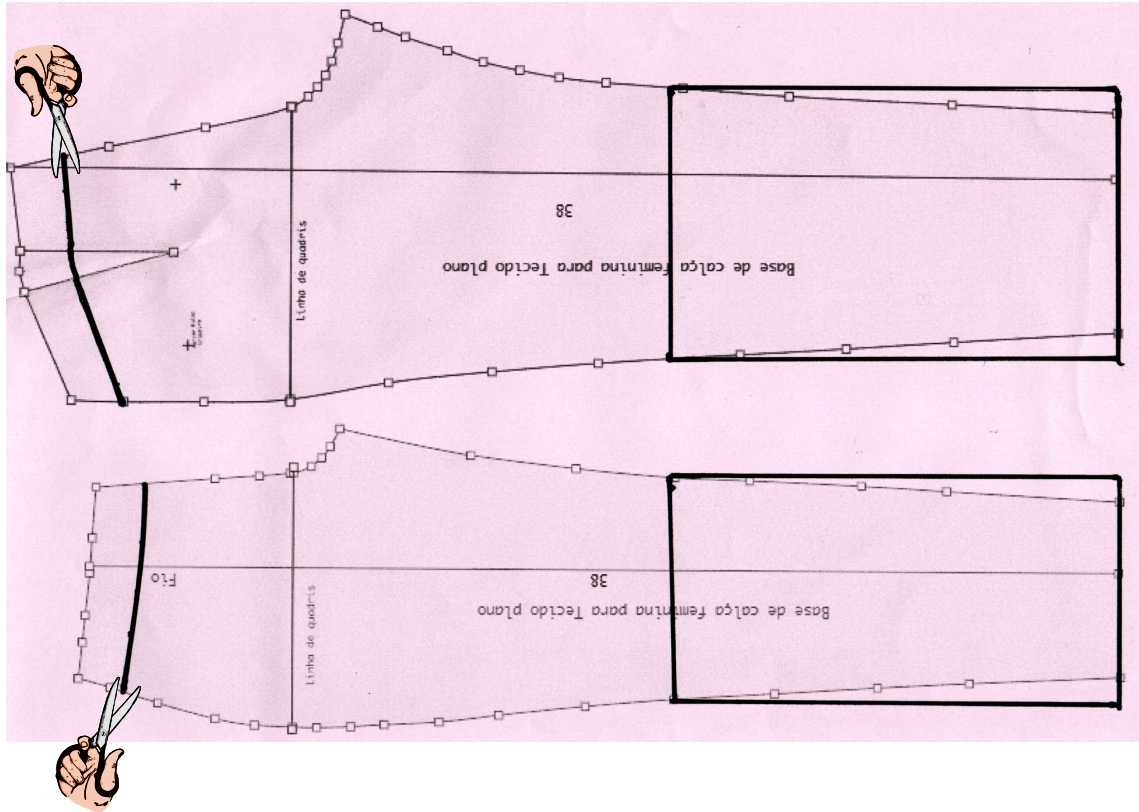 38
Linha de quadris
Base de calça feminina para Tecido plano
Fio
38
Linha de quadris
Base de calça feminina para Tecido plano